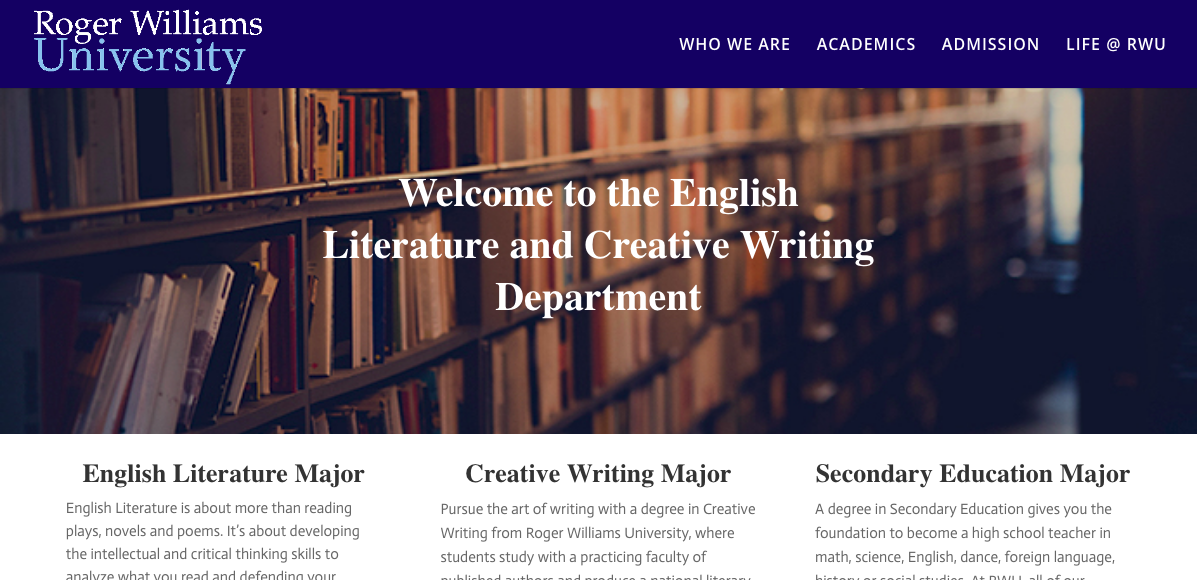 Roger Williams
University
WHO WE ARE ACADEMICS ADMISSION LIFE @ RWU
Welcome to the English
Literature and Creative Writing
Department
English Literature Major
English Literature is about more than reading
plays, novels and poems. It’s about developing
the intellectual and critical thinking skills to
analyze what you read and defending your
Creative Writing Major
Pursue the art of writing with a degree in Creative
Writing from Roger Williams University, where
students study with a practicing faculty of
published authors and produce a national literary
Secondary Education Major
A degree in Secondary Education gives you the
foundation to become a high school teacher in
math, science, English, dance, foreign language,
history or social studies. At RWU, all of our